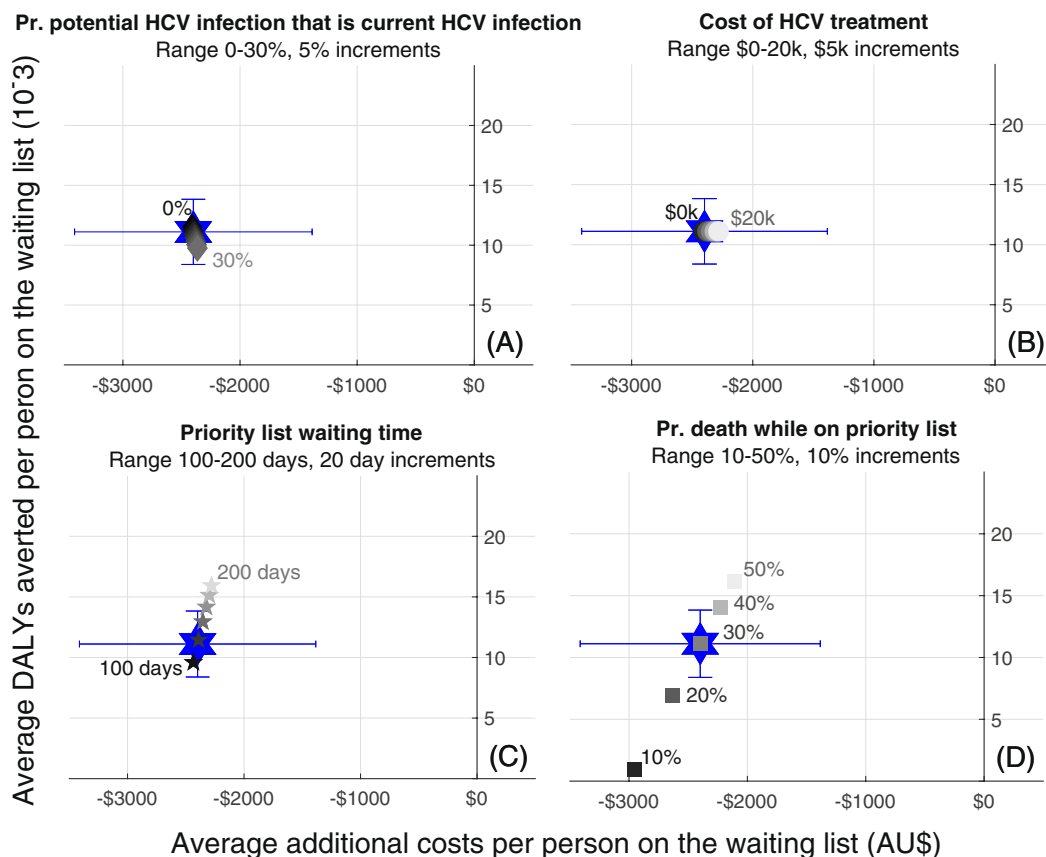 Pr. potential HCV infection that is current HCV infection
Range 0-30%, 5% increments
20
15
0%
10
30%
5
(A)
-$3000 -$2000 -$1000 $0
Cost of HCV treatment
Range $0-20k, $5k increments
20
15
$0k $20k
10
5
(B)
-$3000 -$2000 -$1000 $0
Priority list waiting time
Range 100-200 days, 20 day increments
20
200 days
15
100 days
10
5
(C)
-$3000 -$2000 -$1000 $0
Pr. death while on priority list
Range 10-50%, 10% increments
20
50%
15
40%
30%
10
20%
5
10%
(D)
-$3000 -$2000 -$1000 $0
Average DALYs averted per peron on the waiting list (10⁻3)
Average additional costs per person on the waiting list (AU$)